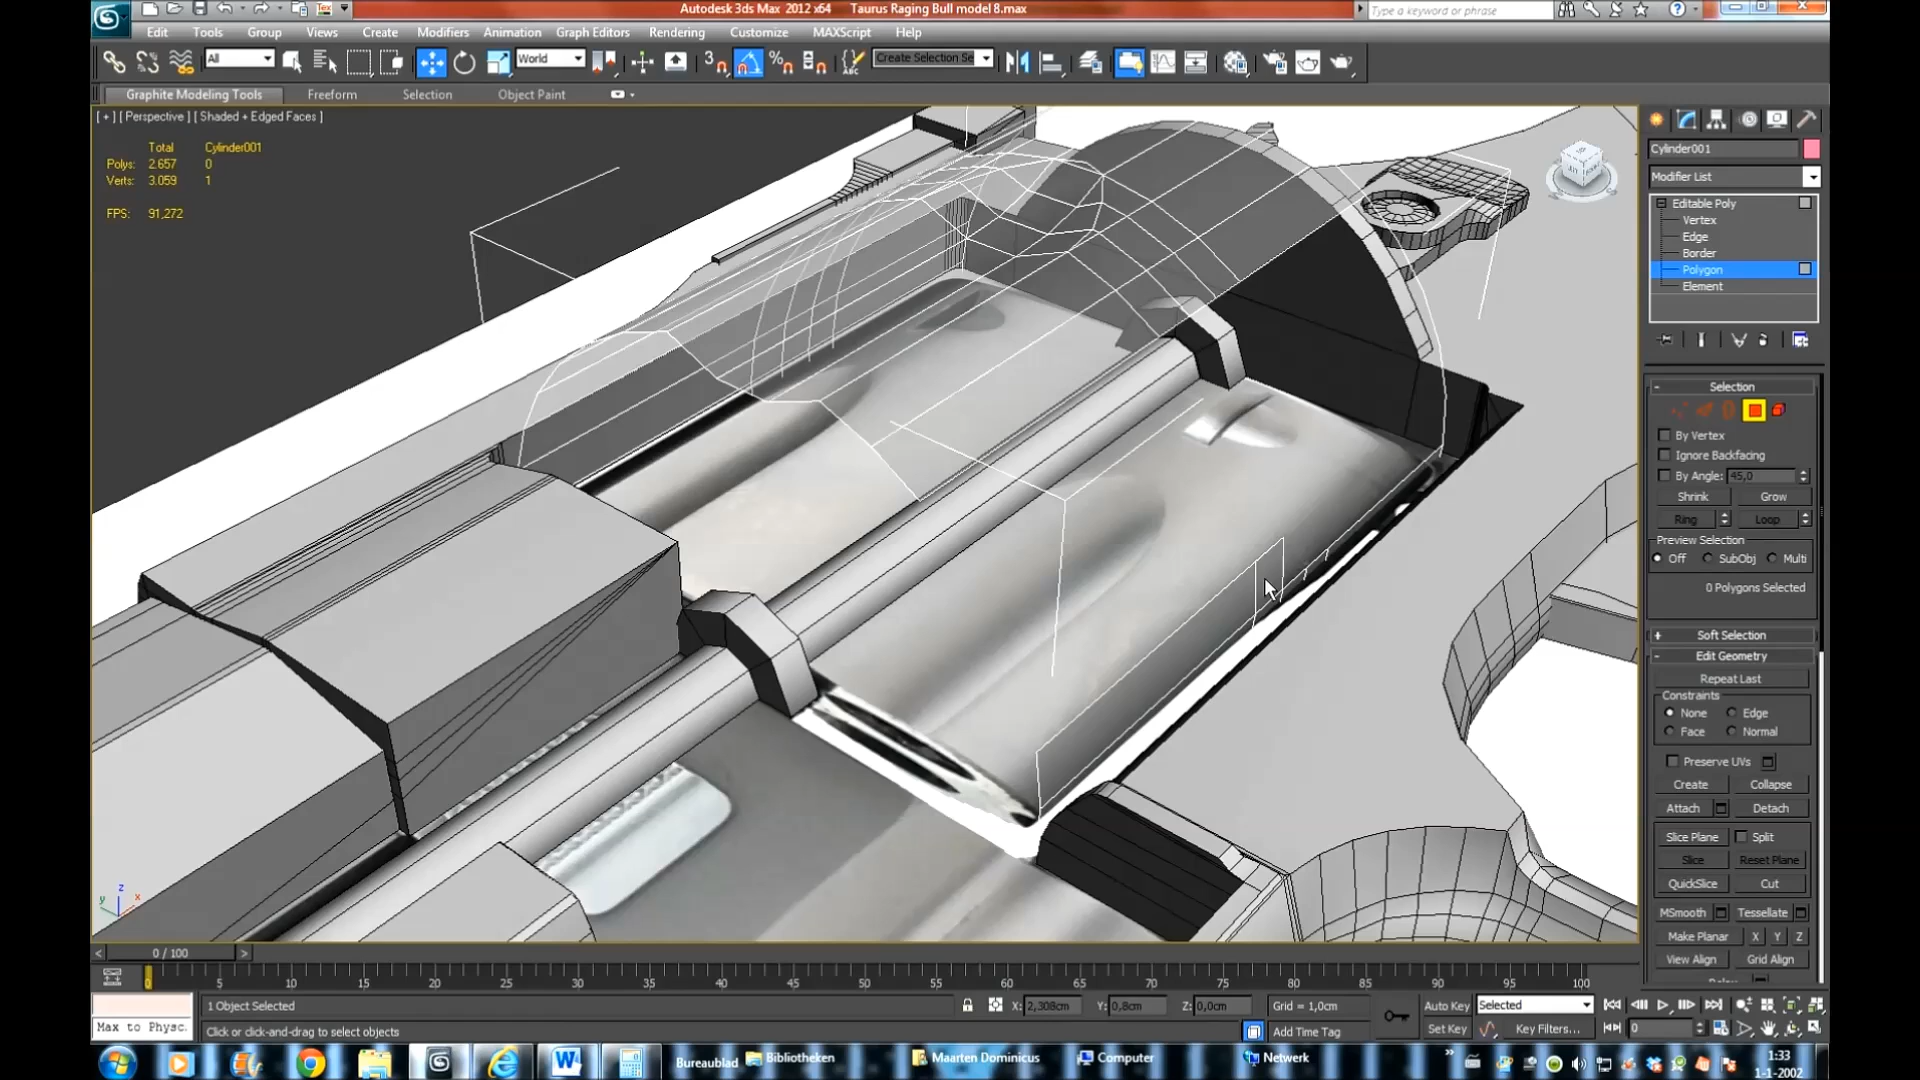 Autodesk 3ds Max 2012 x64 Taurus Raging Bull model 8.max
Type a keyword or phrase
Edit Tools Group Views Create Modifiers Animation Graph Editors Rendering Customize MAXScript Help
All World Create Selection Se
Graphite Modeling Tools Freeform Selection Object Paint
[ + ] [ Perspective ] [ Shaded + Edged Faces ]
Total Cylinder001
Polys: 2.657 0
Verts: 3.059 1
FPS: 91,272
Cylinder001
Modifier List
Editable Poly
Vertex
Edge
Border
Polygon
Element
Selection
By Vertex
Ignore Backfacing
By Angle: 45,0
Shrink Grow
Ring Loop
Preview Selection
Off SubObj Multi
0 Polygons Selected
Soft Selection
Edit Geometry
Repeat Last
Constraints
None Edge
Face Normal
Preserve UVs
Create Collapse
Attach Detach
Slice Plane Split
Slice Reset Plane
QuickSlice Cut
MSmooth Tessellate
Make Planar X Y Z
View Align Grid Align
0 / 100
0 5 10 15 20 25 30 35 40 45 50 55 60 65 70 75 80 85 90 95 100
1 Object Selected X: 2,308cm Y: 0,8cm Z: 0,0cm Grid = 1,0cm Auto Key Selected
Max to Physc. Click or click-and-drag to select objects Add Time Tag Set Key Key Filters... 0
Bureaublad Bibliotheken Maarten Dominicus Computer Netwerk
1:33
1-1-2002